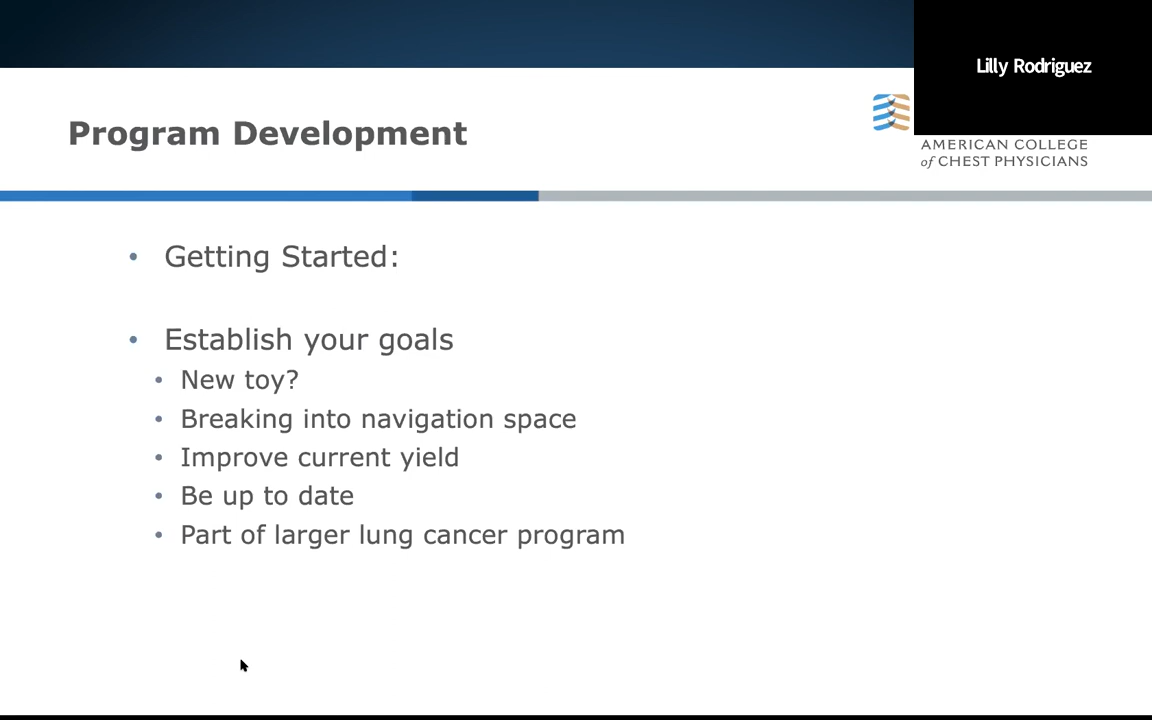 Lilly Rodriguez
Program Development
AMERICAN COLLEGE
of CHEST PHYSICIANS
• Getting Started:
• Establish your goals
• New toy?
• Breaking into navigation space
• Improve current yield
• Be up to date
• Part of larger lung cancer program